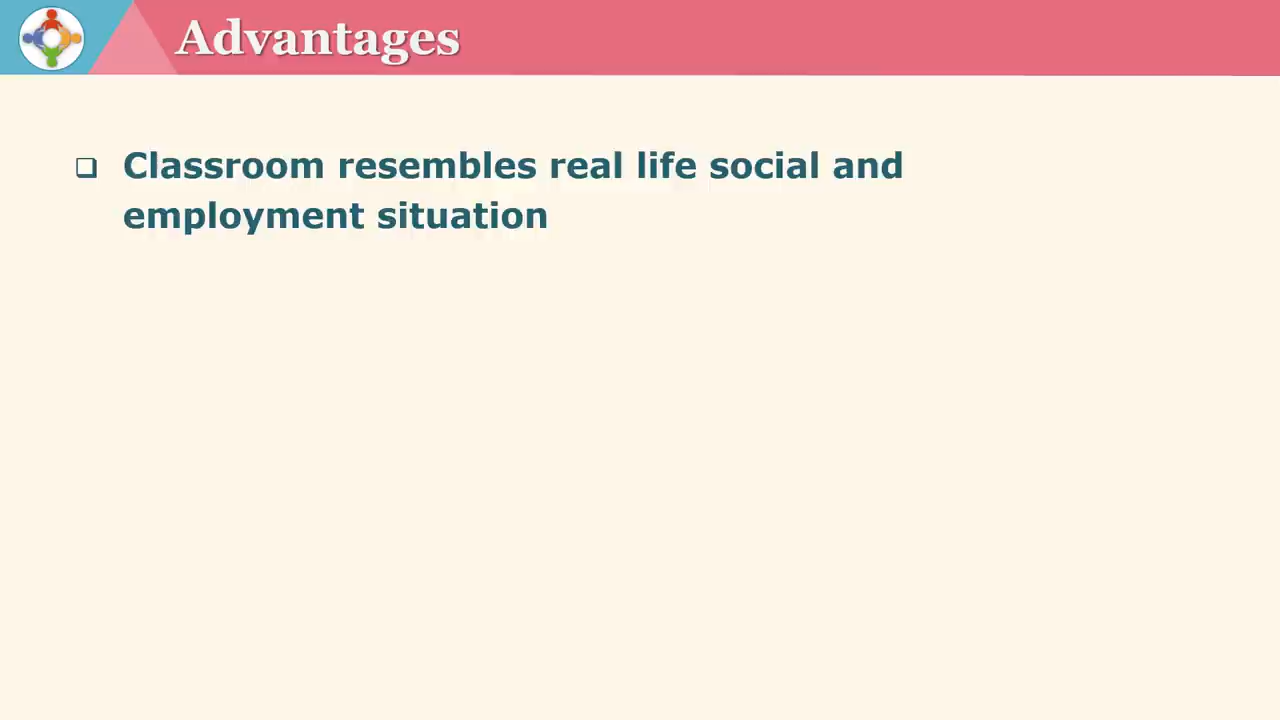 Advantages
Classroom resembles real life social and
employment situation